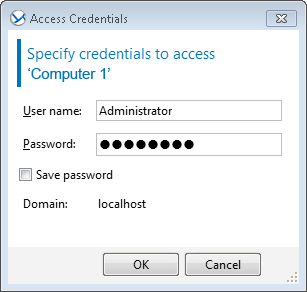 Access Credentials
Specify credentials to access
‘Computer 1’
User name: Administrator
Password: ●●●●●●●●
Save password
Domain: localhost
OK Cancel